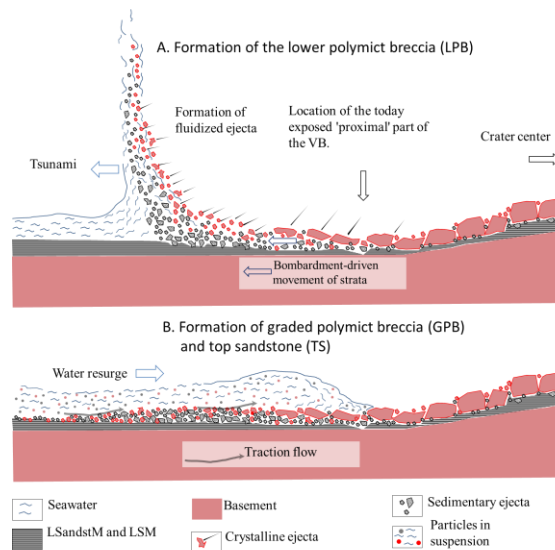 A. Formation of the lower polymict breccia (LPB)
Formation of
fluidized ejecta
Location of the today
exposed 'proximal' part of
the VB.
Crater center
Tsunami
Bombardment-driven
movement of strata
B. Formation of graded polymict breccia (GPB)
and top sandstone (TS)
Water resurge
Traction flow
Seawater
Basement
Sedimentary ejecta
LSandstM and LSM
Crystalline ejecta
Particles in
suspension